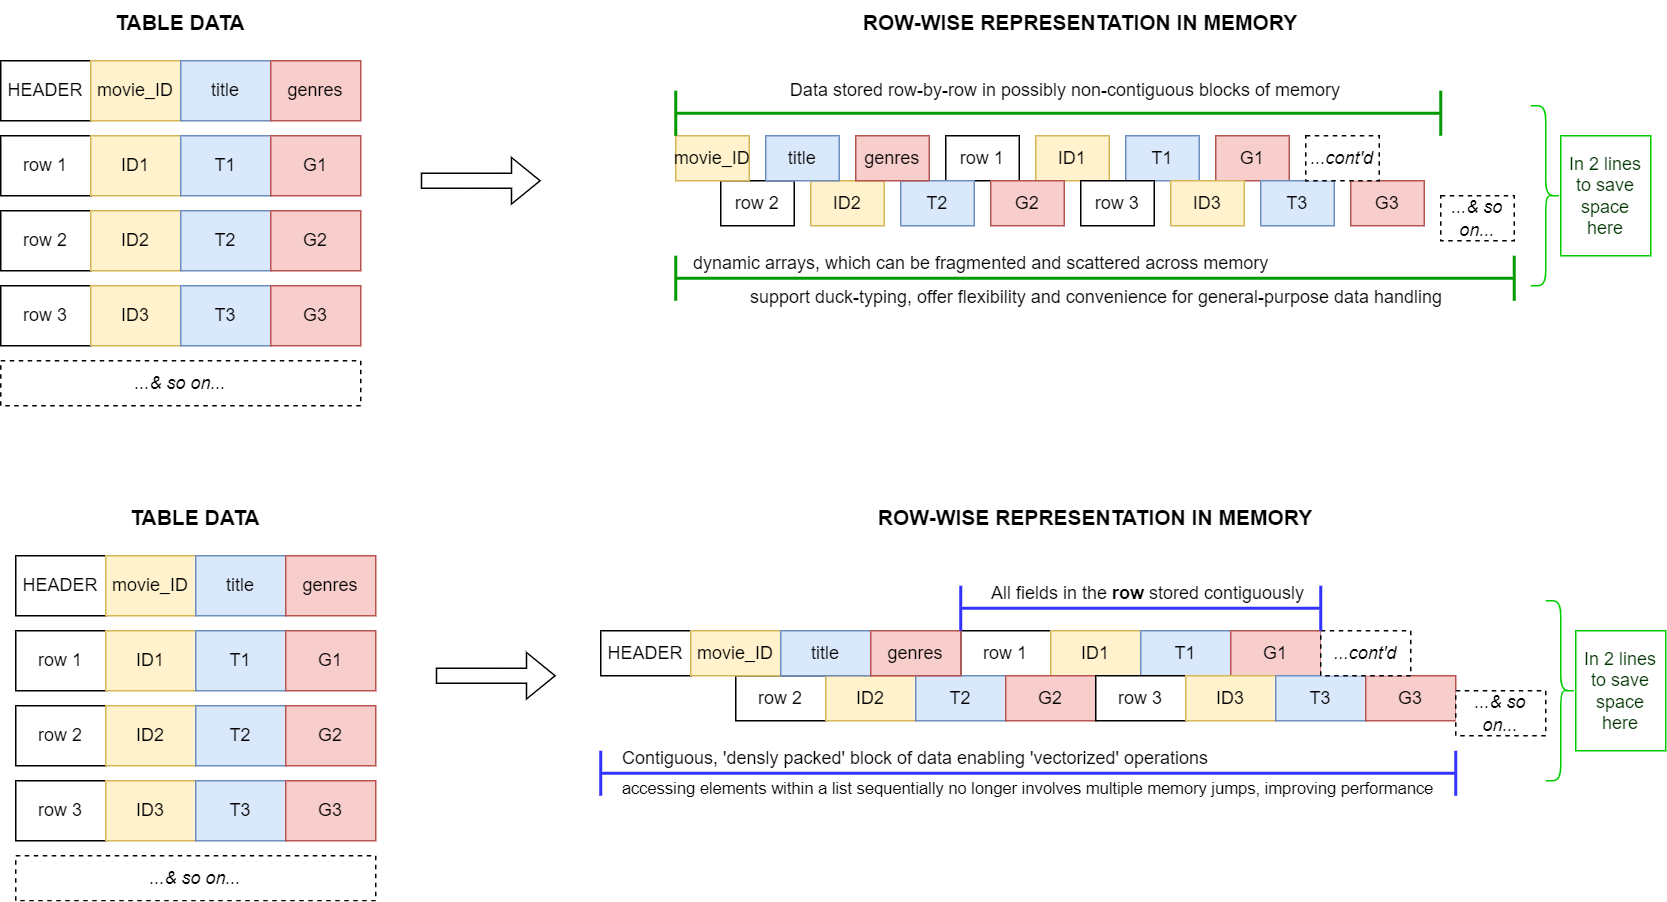 TABLE DATA
ROW-WISE REPRESENTATION IN MEMORY
HEADER movie_ID title genres
row 1 ID1 T1 G1
row 2 ID2 T2 G2
row 3 ID3 T3 G3
...& so on...
Data stored row-by-row in possibly non-contiguous blocks of memory
movie_ID title genres row 1 ID1 T1 G1 ...cont'd
row 2 ID2 T2 G2 row 3 ID3 T3 G3 ...& so
on...
dynamic arrays, which can be fragmented and scattered across memory
support duck-typing, offer flexibility and convenience for general-purpose data handling
In 2 lines
to save
space
here
TABLE DATA
ROW-WISE REPRESENTATION IN MEMORY
HEADER movie_ID title genres
row 1 ID1 T1 G1
row 2 ID2 T2 G2
row 3 ID3 T3 G3
...& so on...
All fields in the row stored contiguously
HEADER movie_ID title genres row 1 ID1 T1 G1 ...cont'd
row 2 ID2 T2 G2 row 3 ID3 T3 G3 ...& so
on...
Contiguous, 'densly packed' block of data enabling 'vectorized' operations
accessing elements within a list sequentially no longer involves multiple memory jumps, improving performance
In 2 lines
to save
space
here